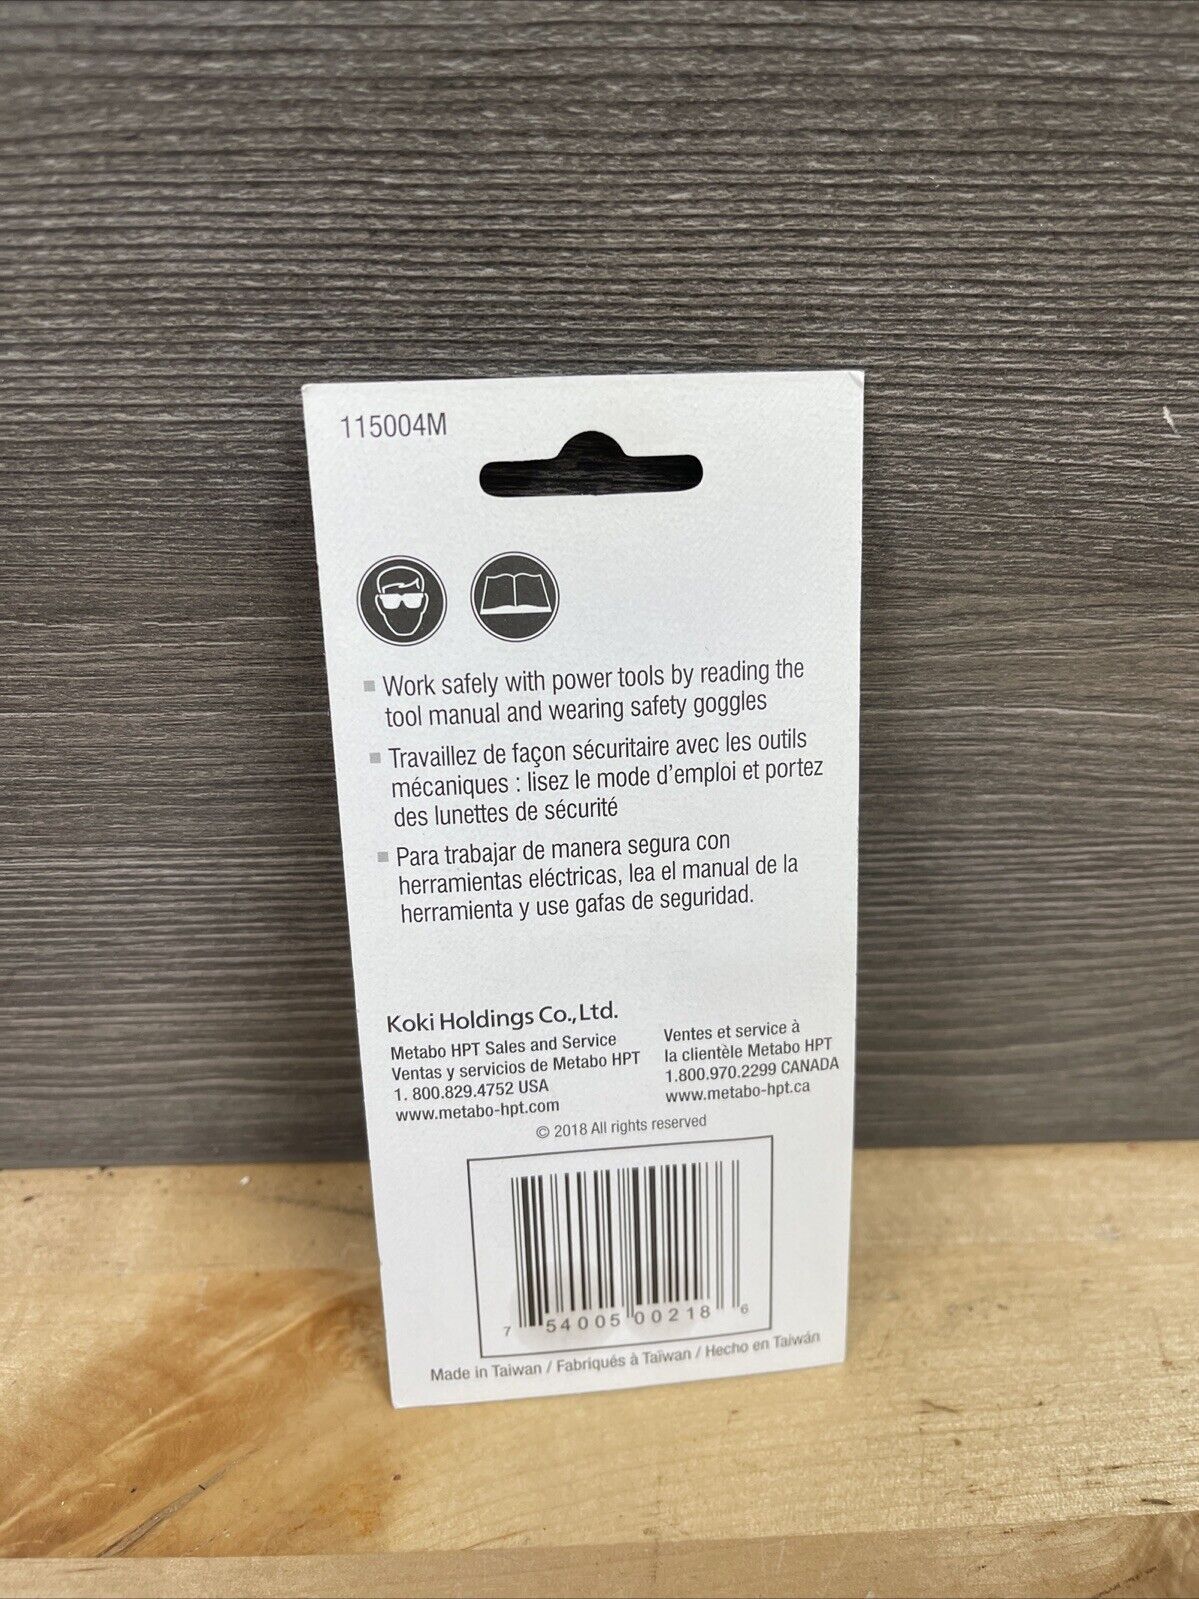 115004M
Work safely with power tools by reading the
tool manual and wearing safety goggles
Travaillez de façon sécuritaire avec les outils
mécaniques : lisez le mode d'emploi et portez
des lunettes de sécurité
Para trabajar de manera segura con
herramientas eléctricas, lea el manual de la
herramienta y use gafas de seguridad.
Koki Holdings Co.,Ltd.
Metabo HPT Sales and Service
Ventas y servicios de Metabo HPT
1. 800.829.4752 USA
www.metabo-hpt.com
Ventes et service à
la clientèle Metabo HPT
1.800.970.2299 CANADA
www.metabo-hpt.ca
© 2018 All rights reserved
7 54005 00218 6
Made in Taiwan / Fabriqués à Taïwan / Hecho en Taiwán